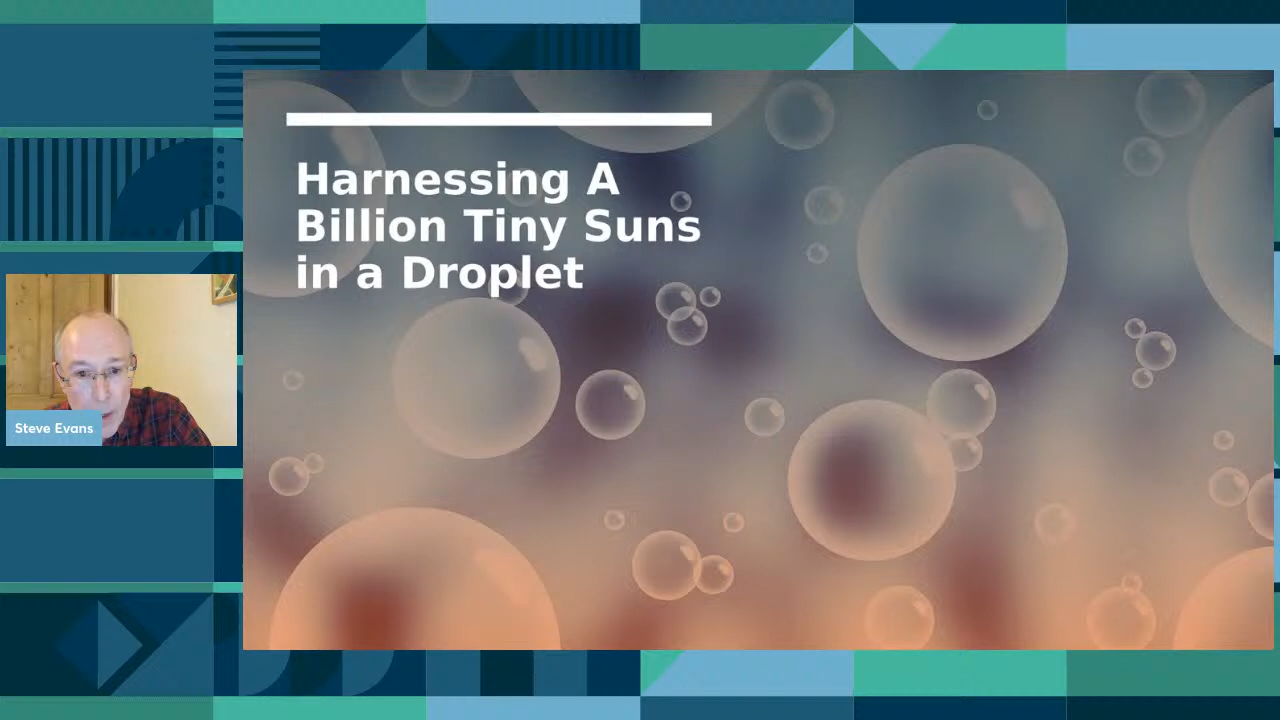 Harnessing A
Billion Tiny Suns
in a Droplet
Steve Evans